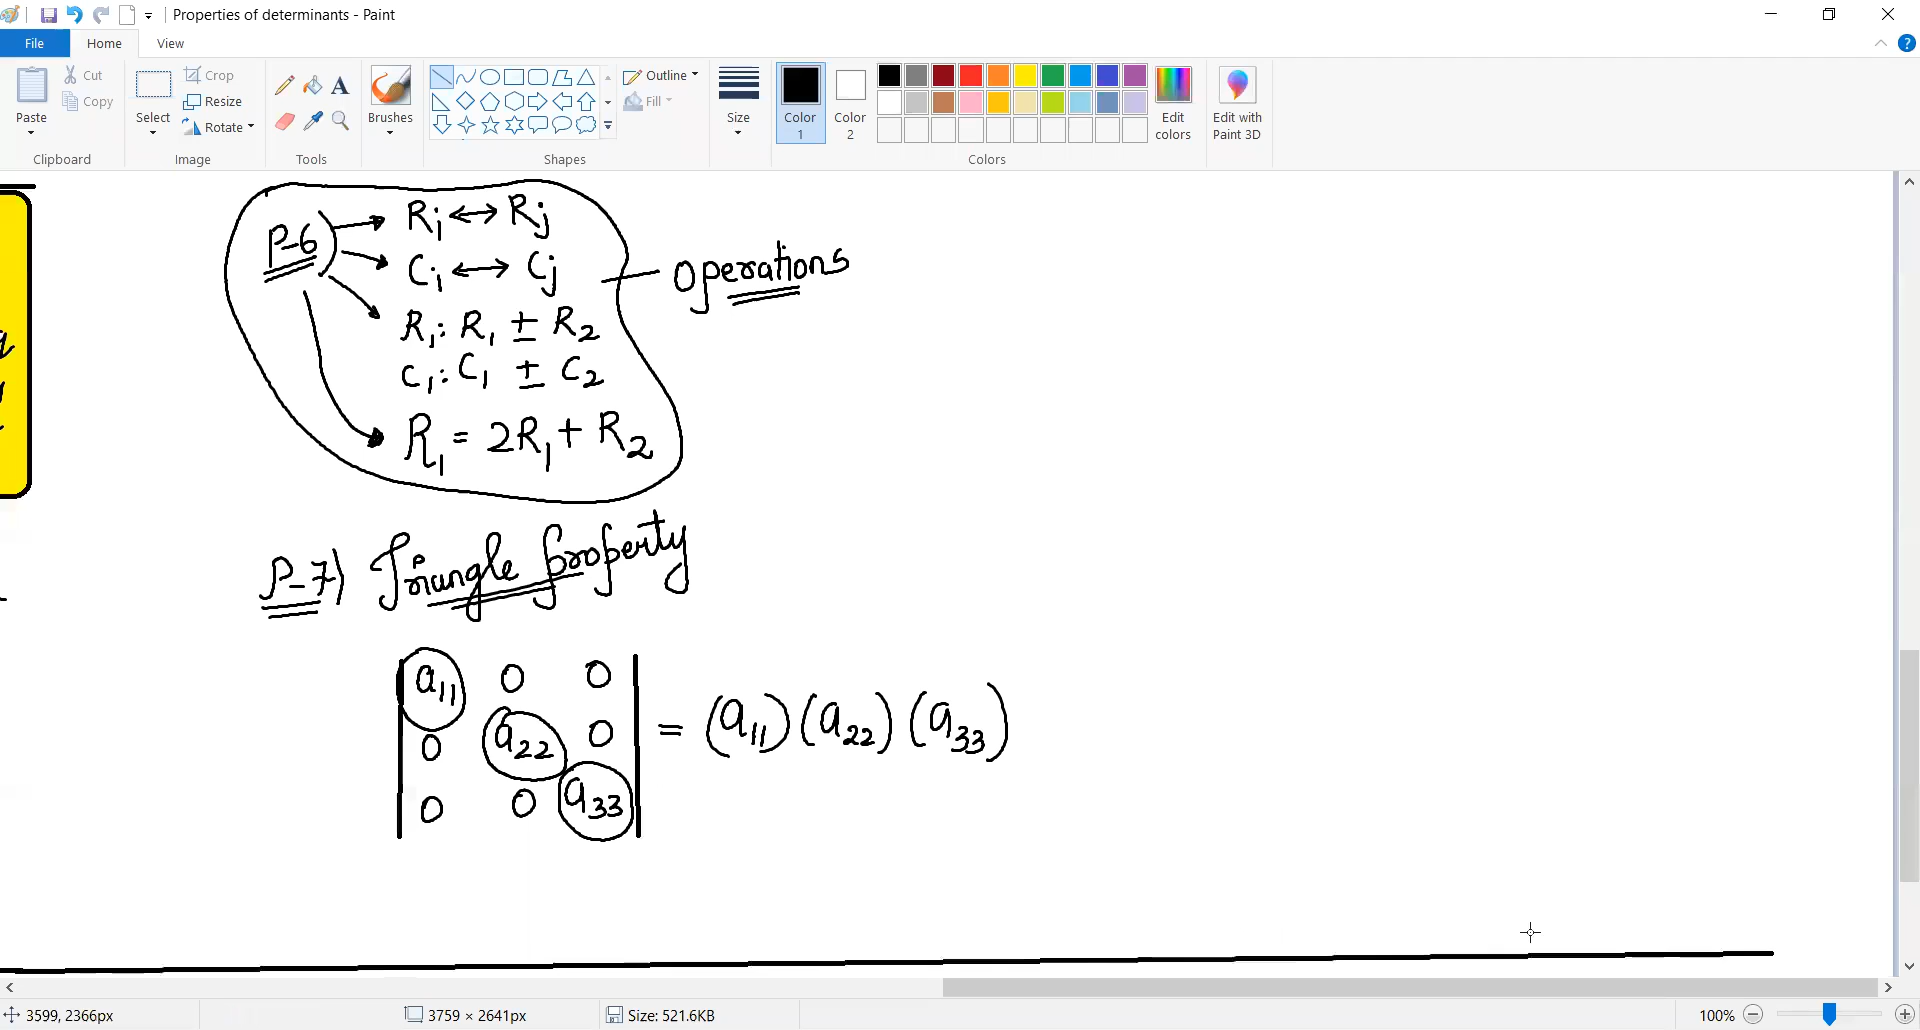 Properties of determinants - Paint
File Home View
Paste Cut Copy Clipboard
Select Crop Resize Rotate Image
Tools
Brushes
Shapes Outline Fill
Size
Color 1 Color 2 Colors
Edit colors
Edit with Paint 3D
P-6) Ri ↔ Rj
Ci ↔ Cj — operations
R₁: R₁ ± R₂
C₁: C₁ ± C₂
R₁ = 2R₁ + R₂
P-7) Triangle property
a₁₁ 0 0
0 a₂₂ 0 = (a₁₁) (a₂₂) (a₃₃)
0 0 a₃₃
3599, 2366px 3759 × 2641px Size: 521.6KB 100%